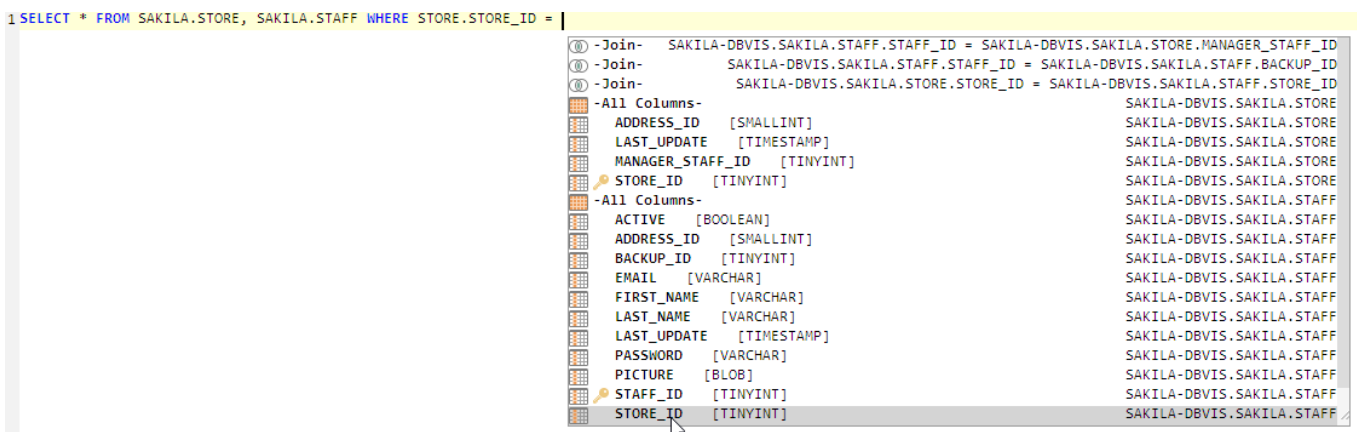 1 SELECT * FROM SAKILA.STORE, SAKILA.STAFF WHERE STORE.STORE_ID =
-Join- SAKILA-DBVIS.SAKILA.STAFF.STAFF_ID = SAKILA-DBVIS.SAKILA.STORE.MANAGER_STAFF_ID
-Join- SAKILA-DBVIS.SAKILA.STAFF.STAFF_ID = SAKILA-DBVIS.SAKILA.STAFF.BACKUP_ID
-Join- SAKILA-DBVIS.SAKILA.STORE.STORE_ID = SAKILA-DBVIS.SAKILA.STAFF.STORE_ID
-All Columns- SAKILA-DBVIS.SAKILA.STORE
ADDRESS_ID [SMALLINT] SAKILA-DBVIS.SAKILA.STORE
LAST_UPDATE [TIMESTAMP] SAKILA-DBVIS.SAKILA.STORE
MANAGER_STAFF_ID [TINYINT] SAKILA-DBVIS.SAKILA.STORE
STORE_ID [TINYINT] SAKILA-DBVIS.SAKILA.STORE
-All Columns- SAKILA-DBVIS.SAKILA.STAFF
ACTIVE [BOOLEAN] SAKILA-DBVIS.SAKILA.STAFF
ADDRESS_ID [SMALLINT] SAKILA-DBVIS.SAKILA.STAFF
BACKUP_ID [TINYINT] SAKILA-DBVIS.SAKILA.STAFF
EMAIL [VARCHAR] SAKILA-DBVIS.SAKILA.STAFF
FIRST_NAME [VARCHAR] SAKILA-DBVIS.SAKILA.STAFF
LAST_NAME [VARCHAR] SAKILA-DBVIS.SAKILA.STAFF
LAST_UPDATE [TIMESTAMP] SAKILA-DBVIS.SAKILA.STAFF
PASSWORD [VARCHAR] SAKILA-DBVIS.SAKILA.STAFF
PICTURE [BLOB] SAKILA-DBVIS.SAKILA.STAFF
STAFF_ID [TINYINT] SAKILA-DBVIS.SAKILA.STAFF
STORE_ID [TINYINT] SAKILA-DBVIS.SAKILA.STAFF